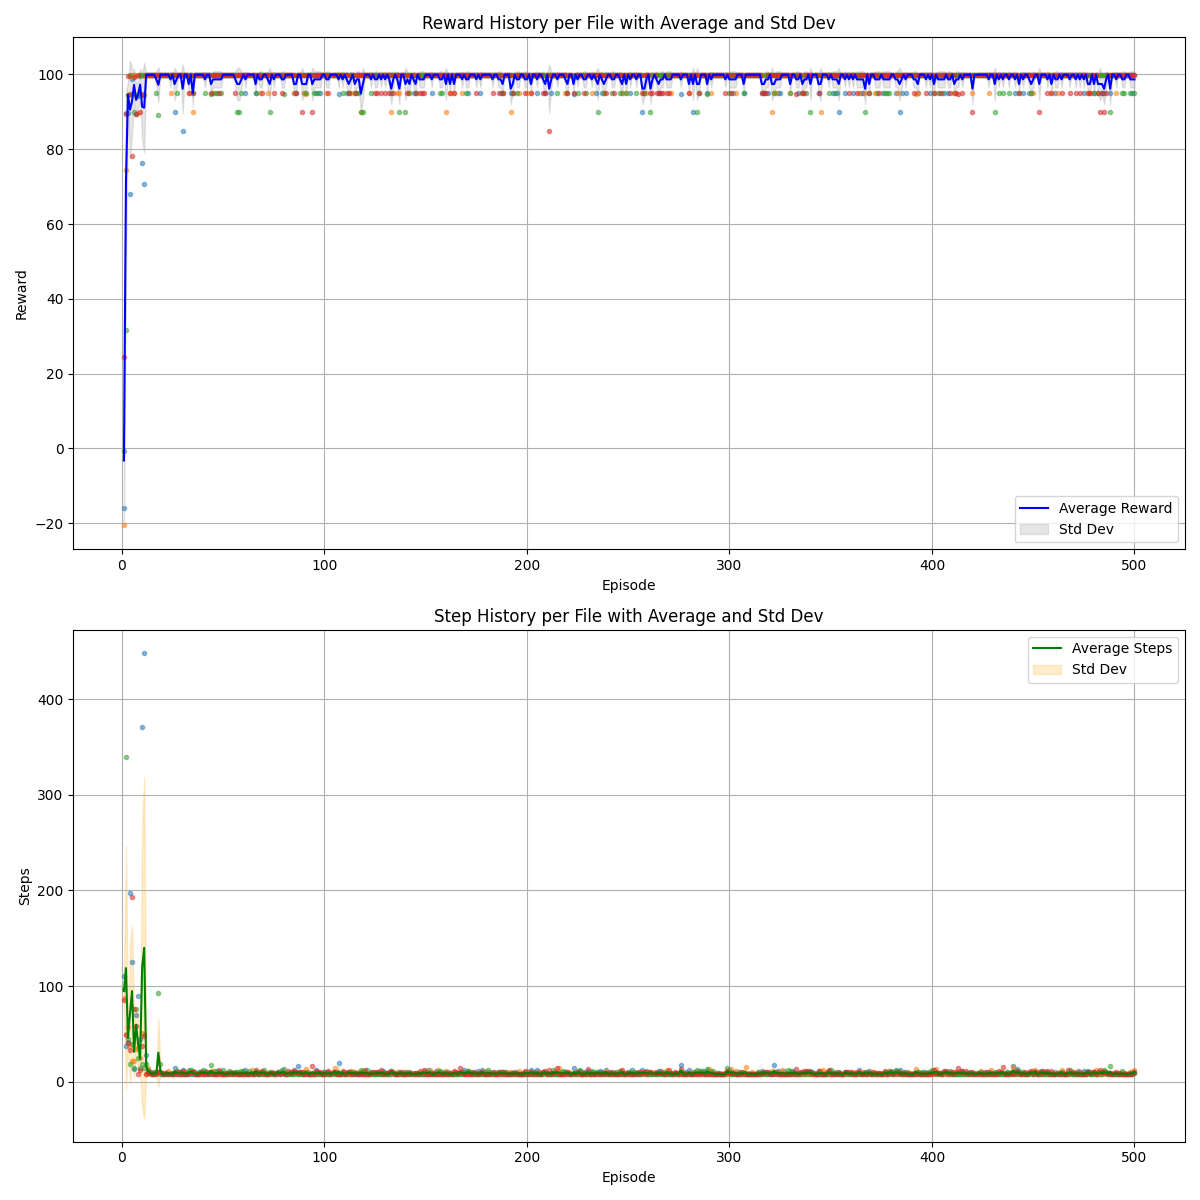 Reward History per File with Average and Std Dev
100
80
60
40
20
0
−20
Reward
Average Reward
Std Dev
0 100 200 300 400 500
Episode
Step History per File with Average and Std Dev
400
300
200
100
0
Steps
Average Steps
Std Dev
0 100 200 300 400 500
Episode